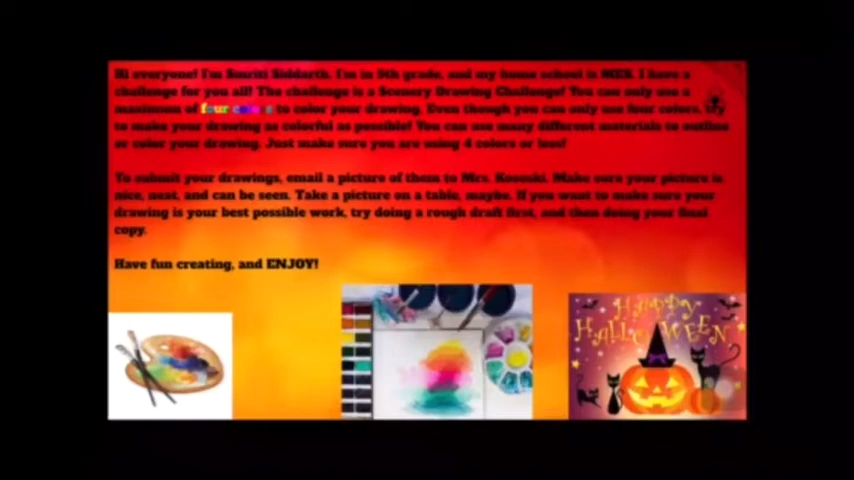 Hi everyone! I'm Smriti Siddarth. I'm in 5th grade, and my home school is MES. I have a
challenge for you all! The challenge is a Scenery Drawing Challenge! You can only use a
maximum of four colors to color your drawing. Even though you can only use four colors, try
to make your drawing as colorful as possible! You can use many different materials to outline
or color your drawing. Just make sure you are using 4 colors or less!
To submit your drawings, email a picture of them to Mrs. Kososki. Make sure your picture is
nice, neat, and can be seen. Take a picture on a table, maybe. If you want to make sure your
drawing is your best possible work, try doing a rough draft first, and then doing your final
copy.
Have fun creating, and ENJOY!
HAPPY
HALLOWEEN